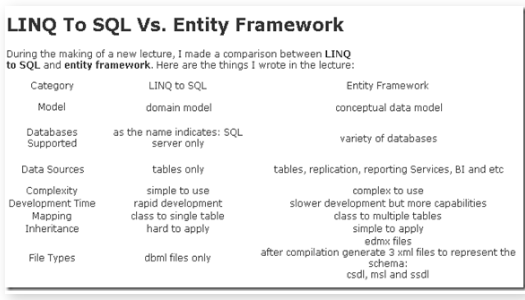 LINQ To SQL Vs. Entity Framework
During the making of a new lecture, I made a comparison between LINQ
to SQL and entity framework. Here are the things I wrote in the lecture:
Category LINQ to SQL Entity Framework
Model domain model conceptual data model
Databases Supported as the name indicates: SQL server only variety of databases
Data Sources tables only tables, replication, reporting Services, BI and etc
Complexity simple to use complex to use
Development Time rapid development slower development but more capabilities
Mapping class to single table class to multiple tables
Inheritance hard to apply simple to apply
File Types dbml files only edmx files
after compilation generate 3 xml files to represent the
schema:
csdl, msl and ssdl